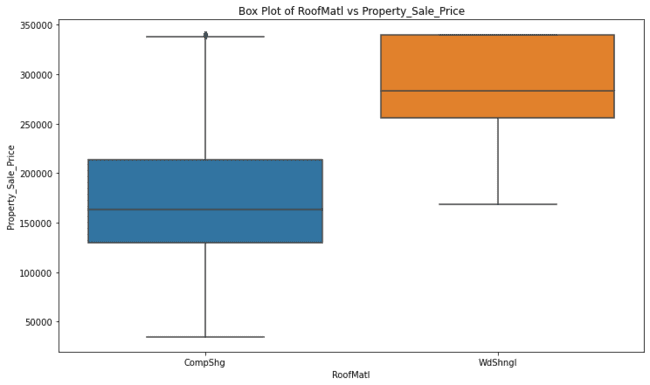 Box Plot of RoofMatl vs Property_Sale_Price
350000
300000
250000
200000
150000
100000
50000
Property_Sale_Price
CompShg
WdShngl
RoofMatl